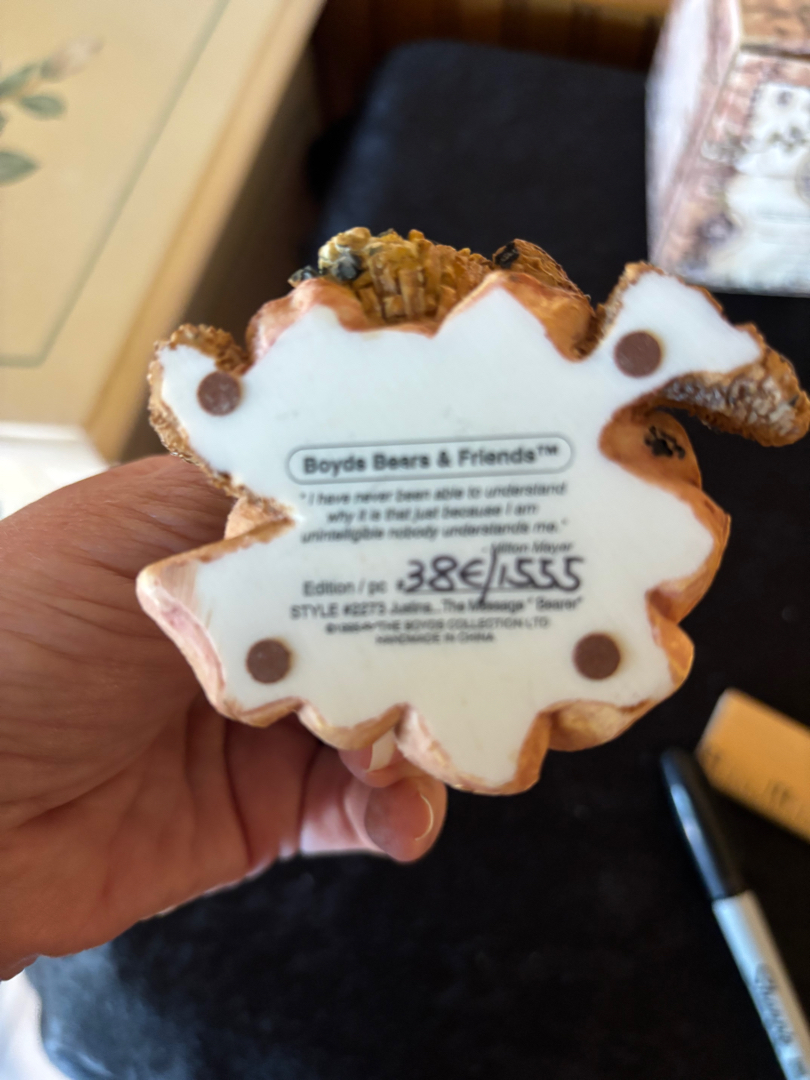 Boyds Bears & Friends™
" I have never been able to understand
why it is that just because I am
unintelligible nobody understands me."
- Milton Mayer
Edition / pc #38E/1555
STYLE #2273 Justina...The Message " Bearer"
THE BOYDS COLLECTION LTD
HANDMADE IN CHINA
Sharpie